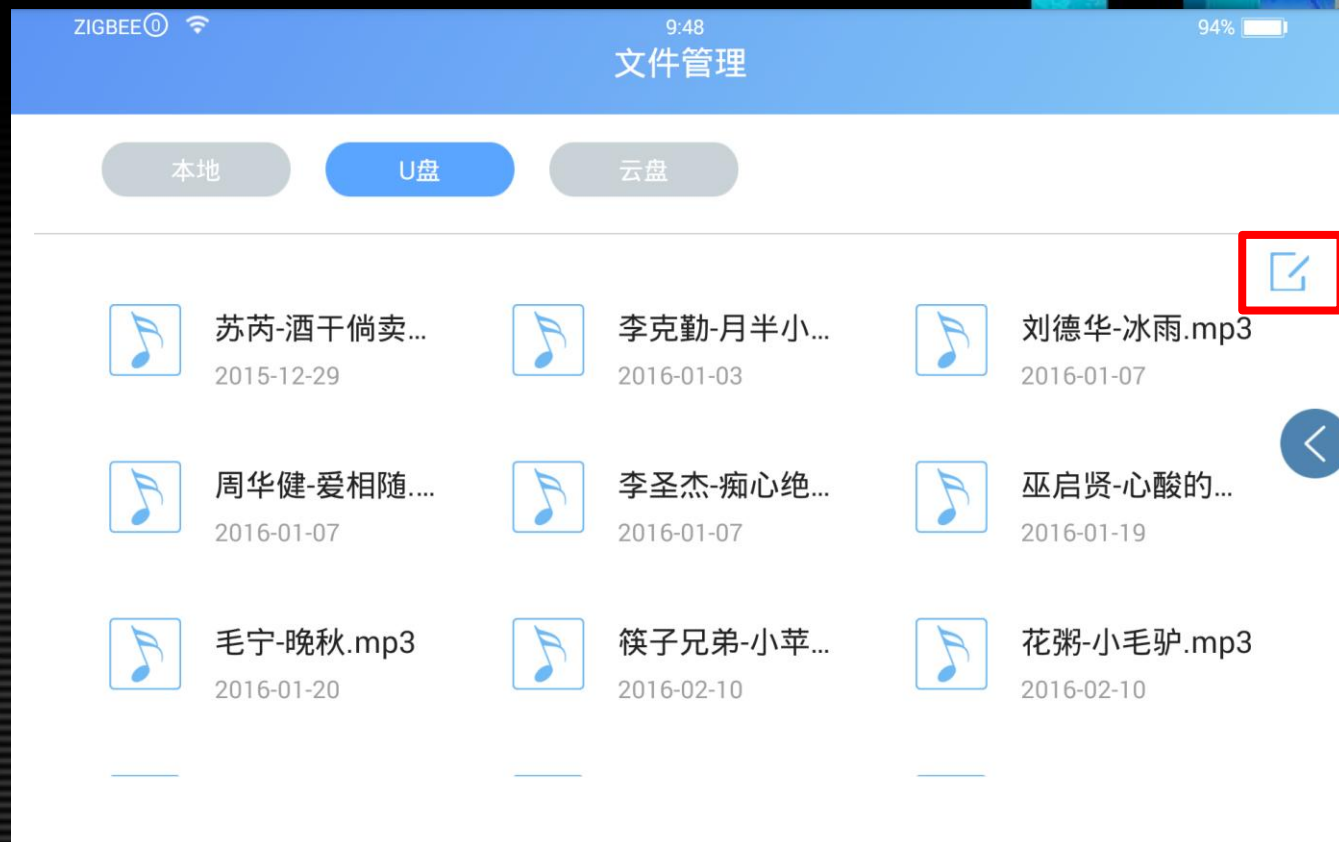 ZIGBEE⓪ 9:48 94%
文件管理
本地 U盘 云盘
苏芮-酒干倘卖... 李克勤-月半小... 刘德华-冰雨.mp3
2015-12-29 2016-01-03 2016-01-07
周华健-爱相随.... 李圣杰-痴心绝... 巫启贤-心酸的...
2016-01-07 2016-01-07 2016-01-19
毛宁-晚秋.mp3 筷子兄弟-小苹... 花粥-小毛驴.mp3
2016-01-20 2016-02-10 2016-02-10